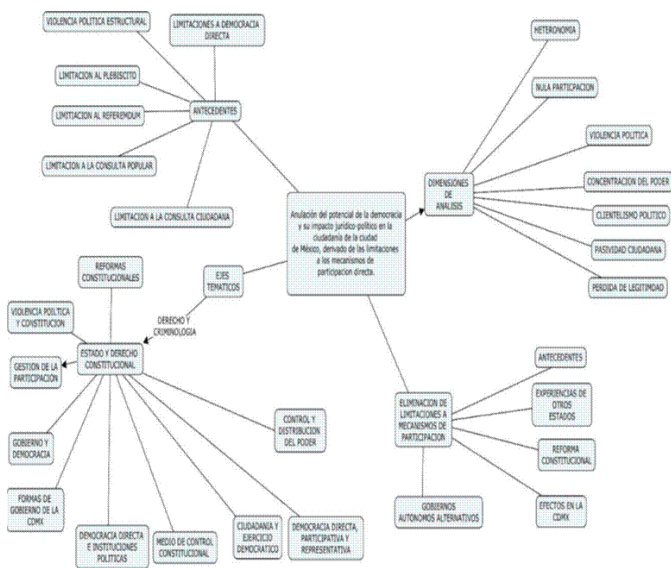 VIOLENCIA POLITICA ESTRUCTURAL
LIMITACIONES A DEMOCRACIA
DIRECTA
LIMITACION AL PLEBISCITO
LIMITIACION AL REFERENDUM
ANTECEDENTES
LIMITACION A LA CONSULTA POPULAR
LIMITACION A LA CONSULTA CIUDADANA
HETERONOMIA
NULA PARTICPACION
VIOLENCIA POLITICA
DIMENSIONES
DE
ANALISIS
CONCENTRACION DEL PODER
CLIENTELISMO POLITICO
PASIVIDAD CIUDADANA
PERDIDA DE LEGITIMDAD
Anulación del potencial de la democracia
y su impacto jurídico-político en la
ciudadanía de la ciudad
de México, derivado de las limitaciones
a los mecanismos de
participacion directa.
EJES
TEMATICOS
DERECHO Y
CRIMINOLOGIA
REFORMAS
CONSTITUCIONALES
VIOLENCIA POLITICA
Y CONSTITUCION
ESTADO Y DERECHO
CONSTITUCIONAL
GESTION DE LA
PARTICIPACIÓN
GOBIERNO Y
DEMOCRACIA
FORMAS DE
GOBIERNO DE LA
CDMX
DEMOCRACIA DIRECTA
E INSTITUCIONES
POLITICAS
MEDIO DE CONTROL
CONSTITUCIONAL
CIUDADANIA Y
EJERCICIO
DEMOCRATICO
DEMOCRACIA DIRECTA,
PARTICIPATIVA Y
REPRESENTATIVA
CONTROL Y
DISTRIBUCION
DEL PODER
ELIMINACION DE
LIMITACIONES A
MECANISMOS DE
PARTICIPACION
ANTECEDENTES
EXPERIENCIAS DE
OTROS
ESTADOS
REFORMA
CONSTITUCIONAL
EFECTOS EN LA
CDMX
GOBIERNOS
AUTONOMOS ALTERNATIVOS